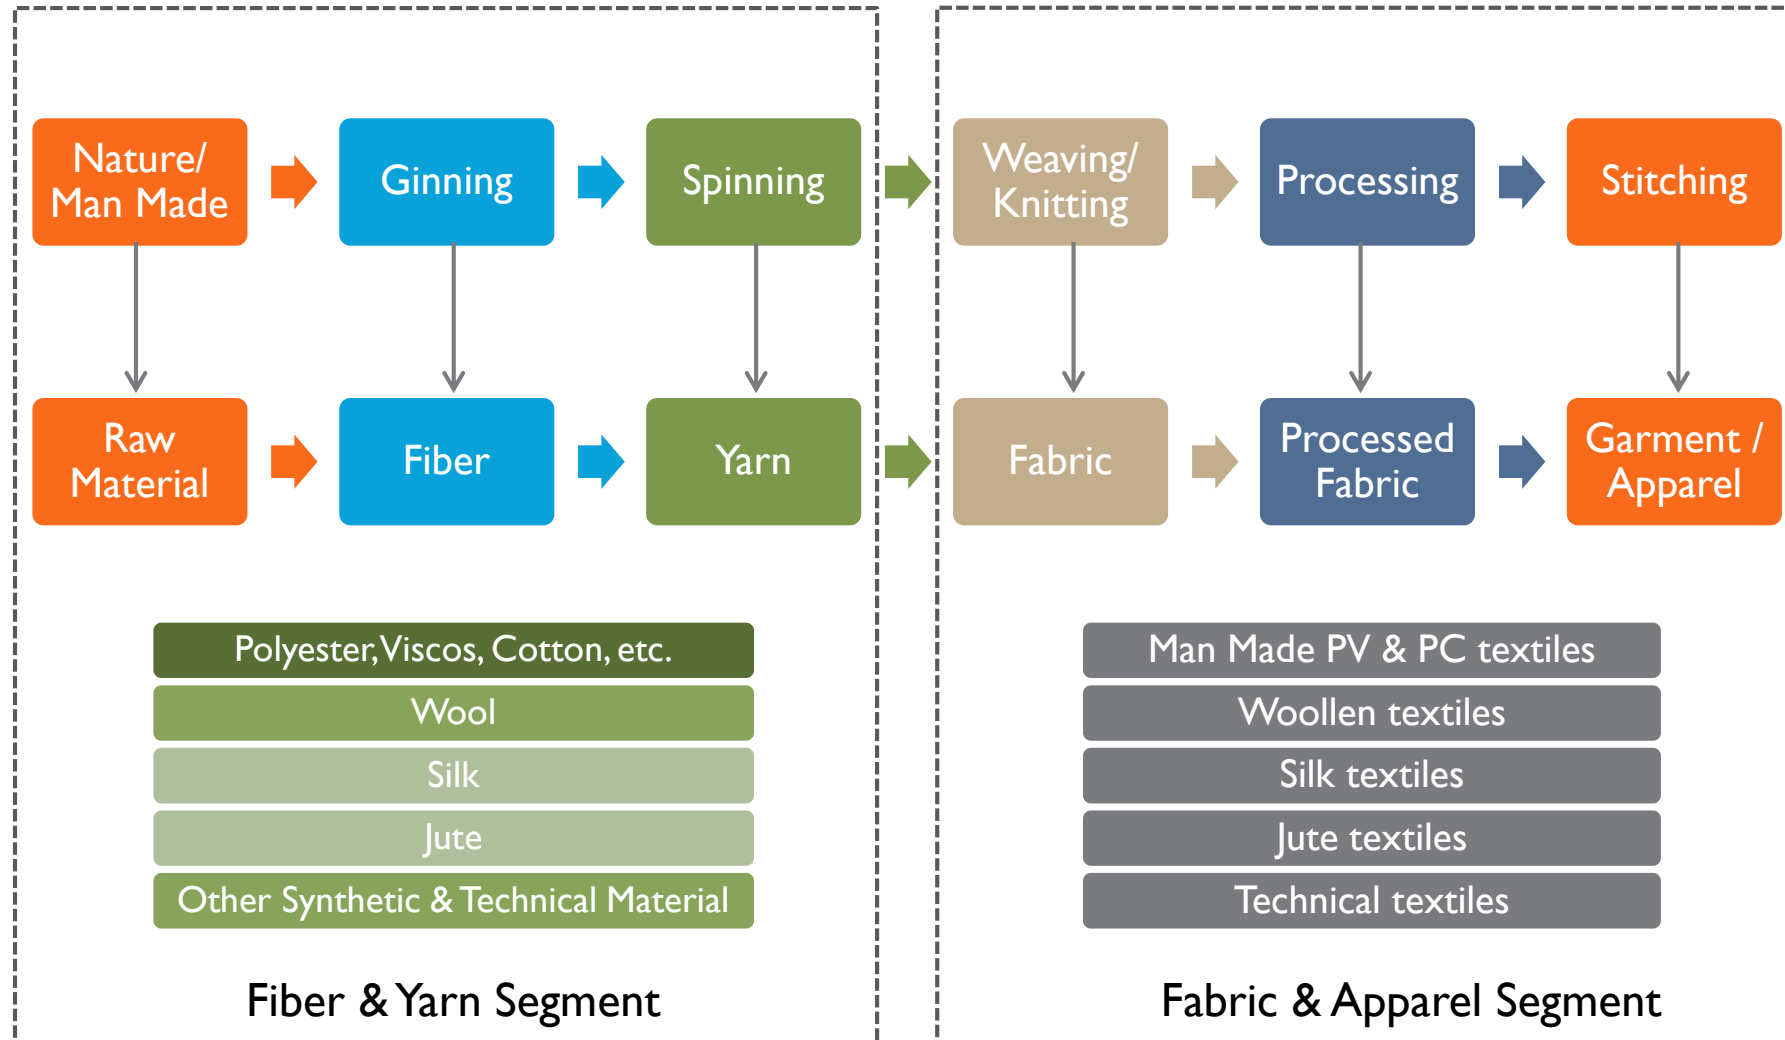 Nature/
Man Made
Ginning
Spinning
Weaving/
Knitting
Processing
Stitching
Raw
Material
Fiber
Yarn
Fabric
Processed
Fabric
Garment /
Apparel
Polyester, Viscos, Cotton, etc.
Wool
Silk
Jute
Other Synthetic & Technical Material
Fiber & Yarn Segment
Man Made PV & PC textiles
Woollen textiles
Silk textiles
Jute textiles
Technical textiles
Fabric & Apparel Segment